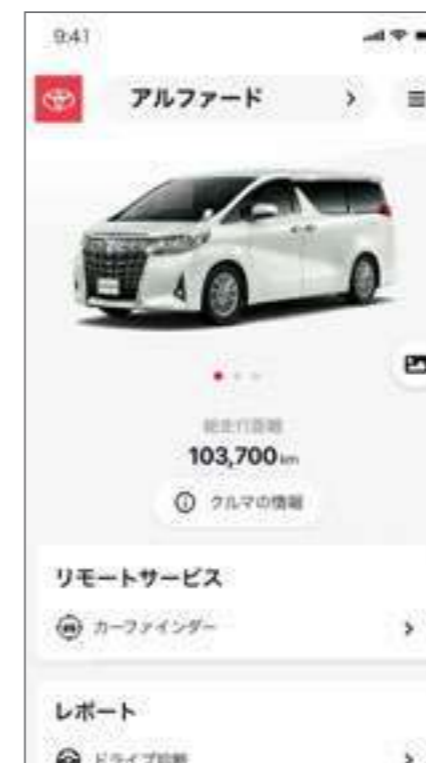 9:41
アルファード
総走行距離
103,700 km
クルマの情報
リモートサービス
カーファインダー
レポート
ドライブ診断